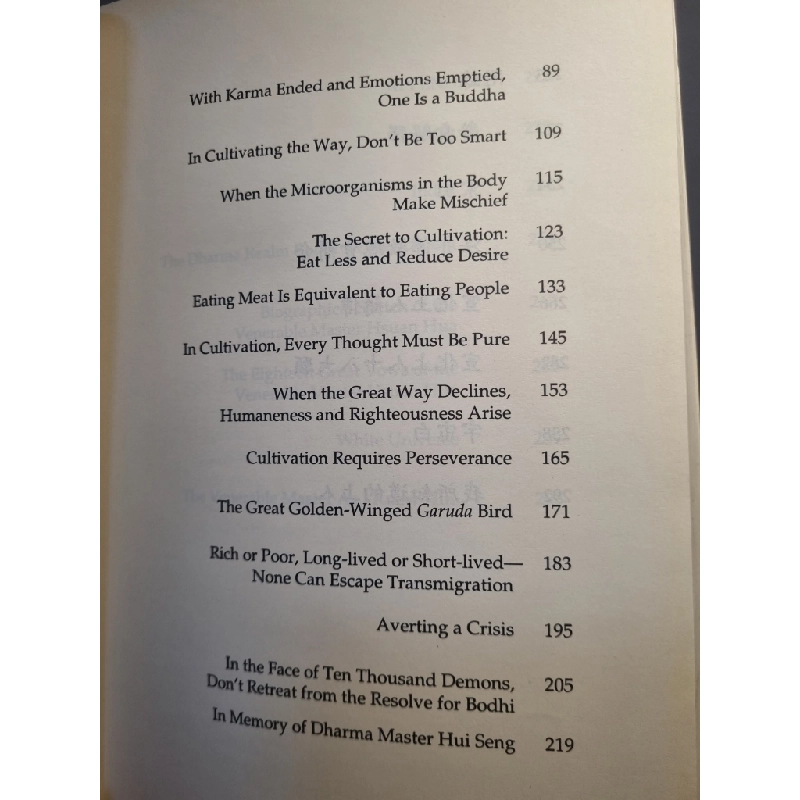 With Karma Ended and Emotions Emptied, 89
One Is a Buddha
In Cultivating the Way, Don't Be Too Smart 109
When the Microorganisms in the Body 115
Make Mischief
The Secret to Cultivation: 123
Eat Less and Reduce Desire
Eating Meat Is Equivalent to Eating People 133
In Cultivation, Every Thought Must Be Pure 145
When the Great Way Declines, 153
Humaneness and Righteousness Arise
Cultivation Requires Perseverance 165
The Great Golden-Winged Garuda Bird 171
Rich or Poor, Long-lived or Short-lived— 183
None Can Escape Transmigration
Averting a Crisis 195
In the Face of Ten Thousand Demons, 205
Don't Retreat from the Resolve for Bodhi
In Memory of Dharma Master Hui Seng 219